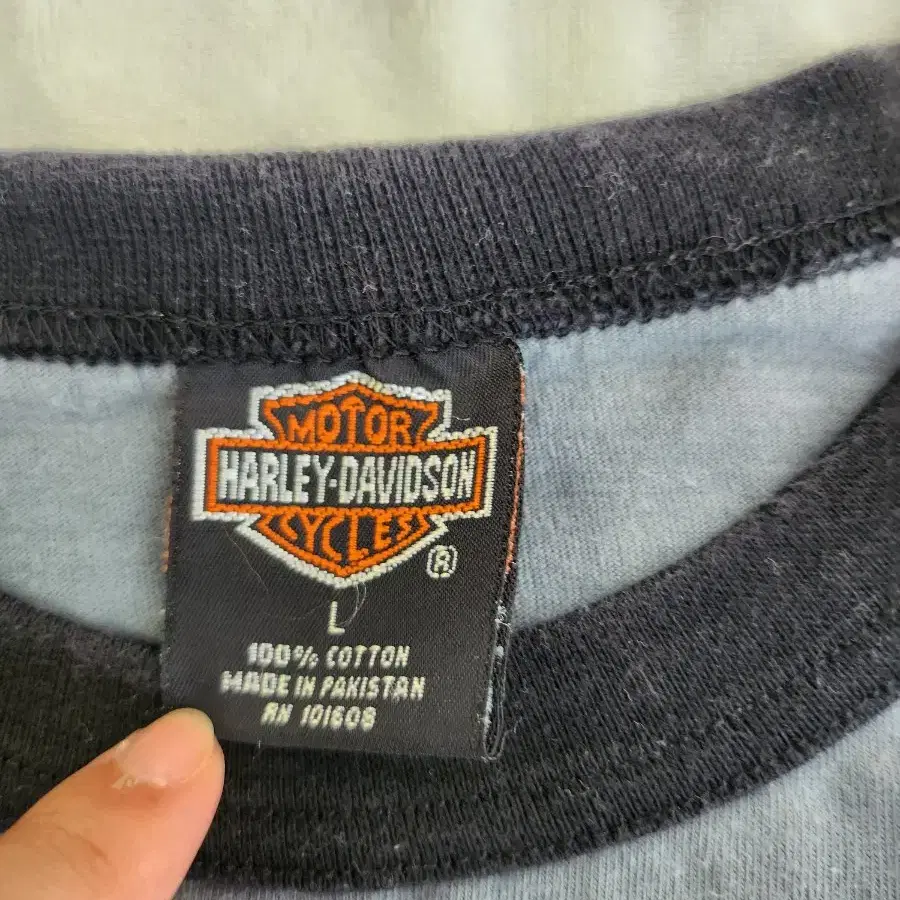 MOTOR
HARLEY-DAVIDSON
CYCLES
®
L
100% COTTON
MADE IN PAKISTAN
RN 101608